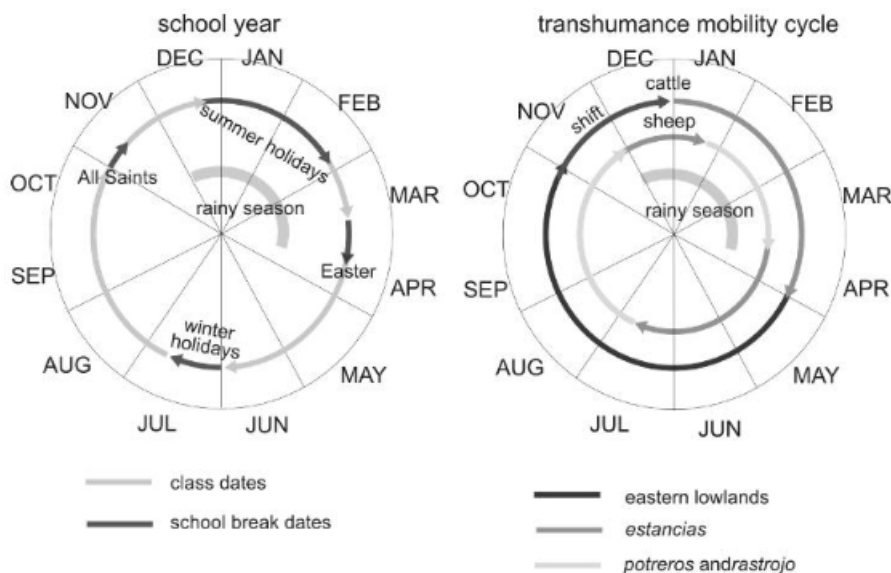 school year
DEC
JAN
NOV
FEB
summer holidays
OCT
All Saints
MAR
rainy season
Easter
SEP
APR
winter
holidays
AUG
MAY
JUL
JUN
class dates
school break dates
transhumance mobility cycle
DEC
JAN
cattle
NOV
FEB
shift
sheep
OCT
MAR
rainy season
SEP
APR
AUG
MAY
JUL
JUN
eastern lowlands
estancias
potreros andrastrojo